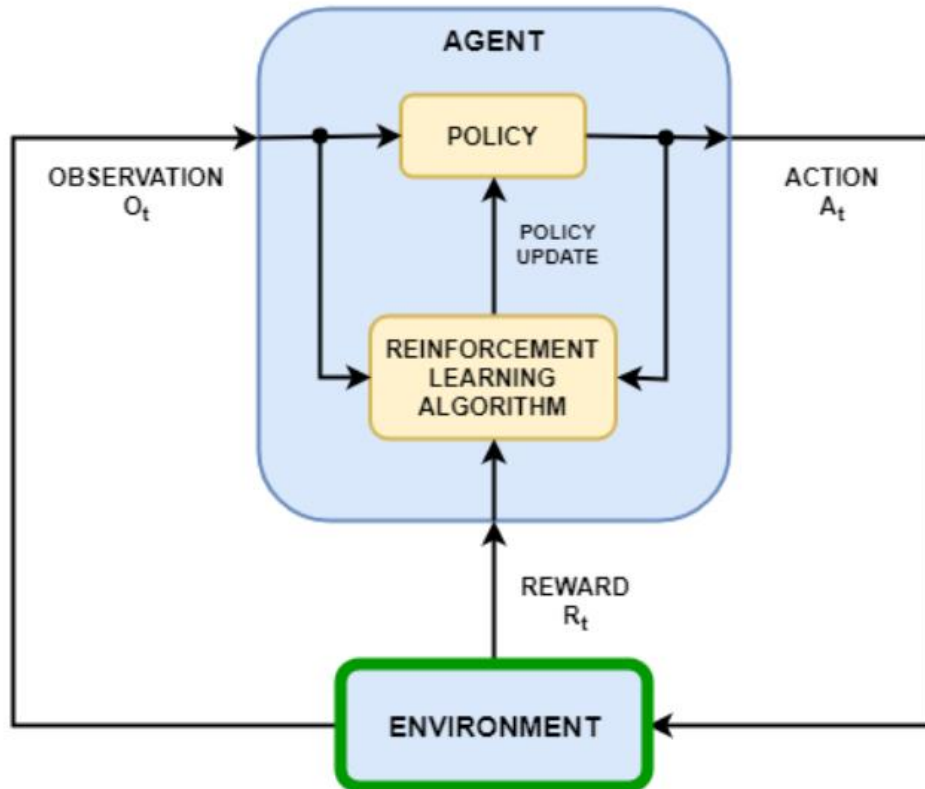 AGENT
POLICY
OBSERVATION
Oₜ
ACTION
Aₜ
POLICY
UPDATE
REINFORCEMENT
LEARNING
ALGORITHM
REWARD
Rₜ
ENVIRONMENT